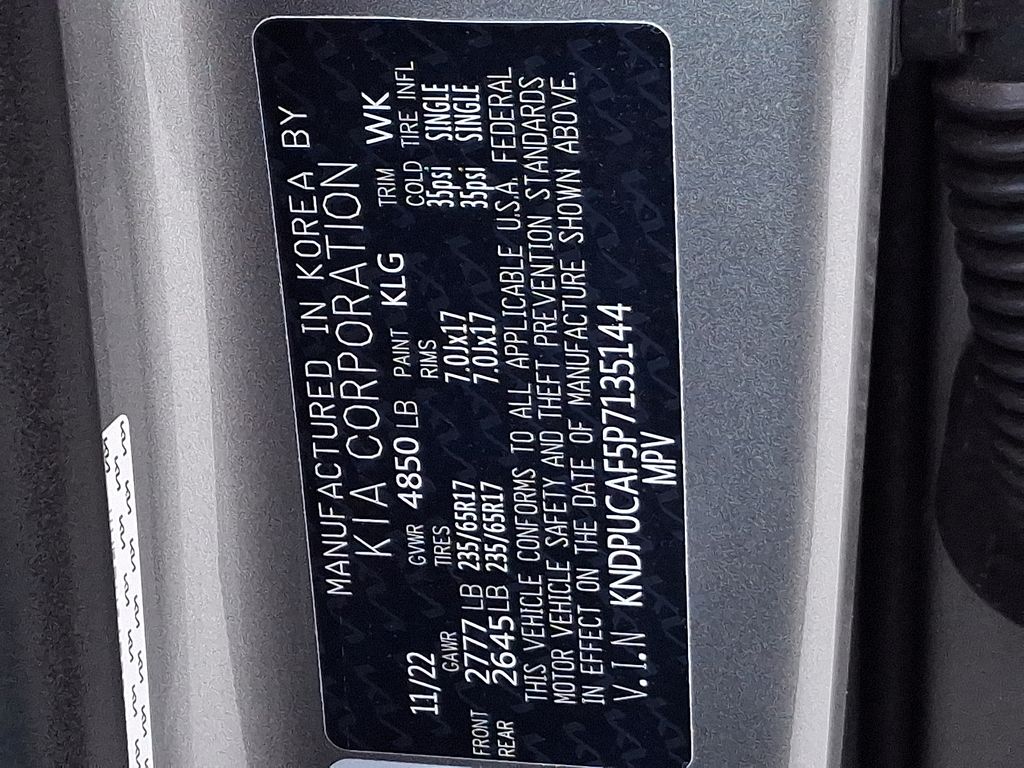 MANUFACTURED IN KOREA BY
KIA CORPORATION
11/22 GVWR 4850 LB PAINT KLG TRIM WK
GAWR TIRES RIMS COLD TIRE INFL
FRONT 2777 LB 235/65R17 7.0Jx17 35psi SINGLE
REAR 2645 LB 235/65R17 7.0Jx17 35psi SINGLE
THIS VEHICLE CONFORMS TO ALL APPLICABLE U.S.A. FEDERAL
MOTOR VEHICLE SAFETY AND THEFT PREVENTION STANDARDS
IN EFFECT ON THE DATE OF MANUFACTURE SHOWN ABOVE.
V.I.N KNDPUCAF5P7135144
MPV